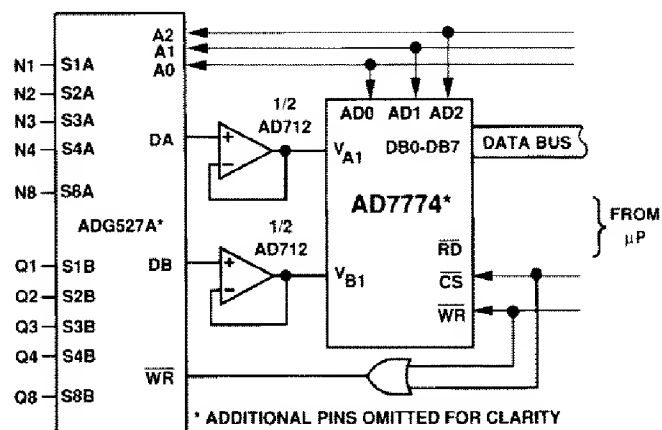 A2
A1
A0
N1 S1A
N2 S2A
N3 S3A
N4 S4A
N8 S6A
ADG527A*
Q1 S1B
Q2 S2B
Q3 S3B
Q4 S4B
Q8 S8B
DA
DB
WR
1/2
AD712
+
−
1/2
AD712
+
−
AD0 AD1 AD2
DB0-DB7
DATA BUS
VA1
AD7774*
RD
VB1
CS
WR
FROM
μP
* ADDITIONAL PINS OMITTED FOR CLARITY